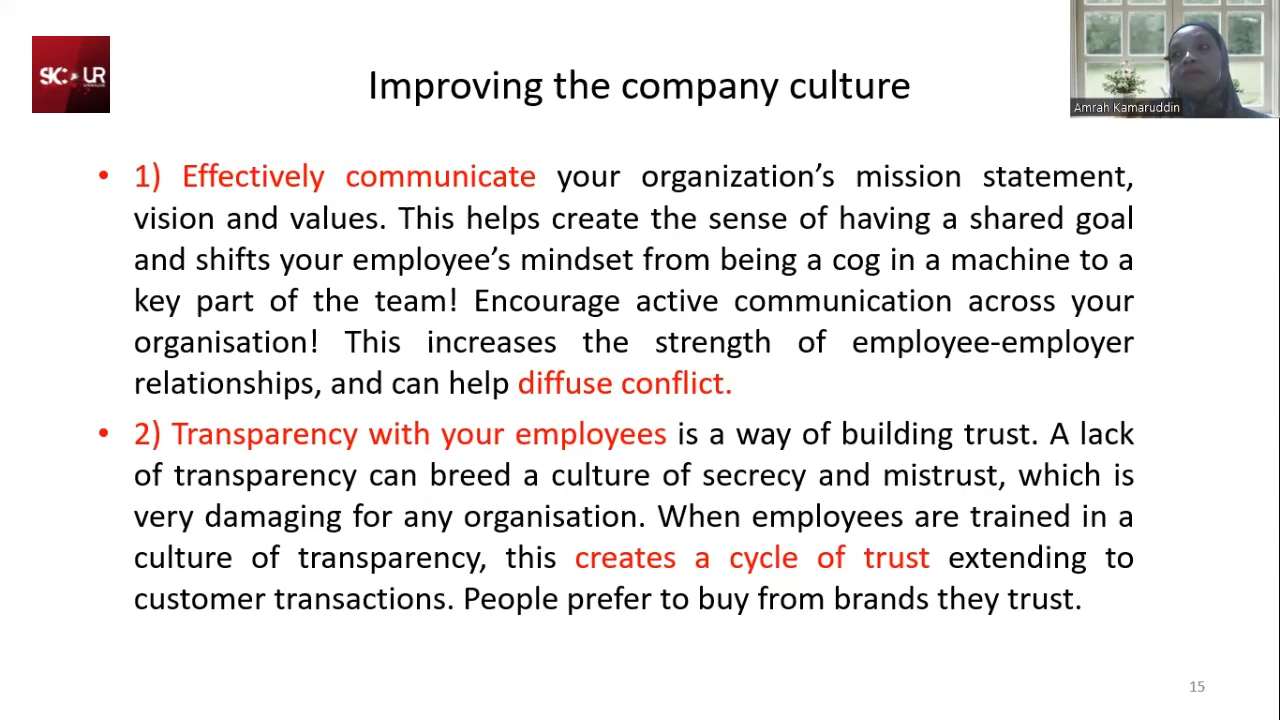 SIC UR
Improving the company culture
Amrah Kamaruddin
• 1) Effectively communicate your organization’s mission statement,
vision and values. This helps create the sense of having a shared goal
and shifts your employee’s mindset from being a cog in a machine to a
key part of the team! Encourage active communication across your
organisation! This increases the strength of employee-employer
relationships, and can help diffuse conflict.
• 2) Transparency with your employees is a way of building trust. A lack
of transparency can breed a culture of secrecy and mistrust, which is
very damaging for any organisation. When employees are trained in a
culture of transparency, this creates a cycle of trust extending to
customer transactions. People prefer to buy from brands they trust.
15